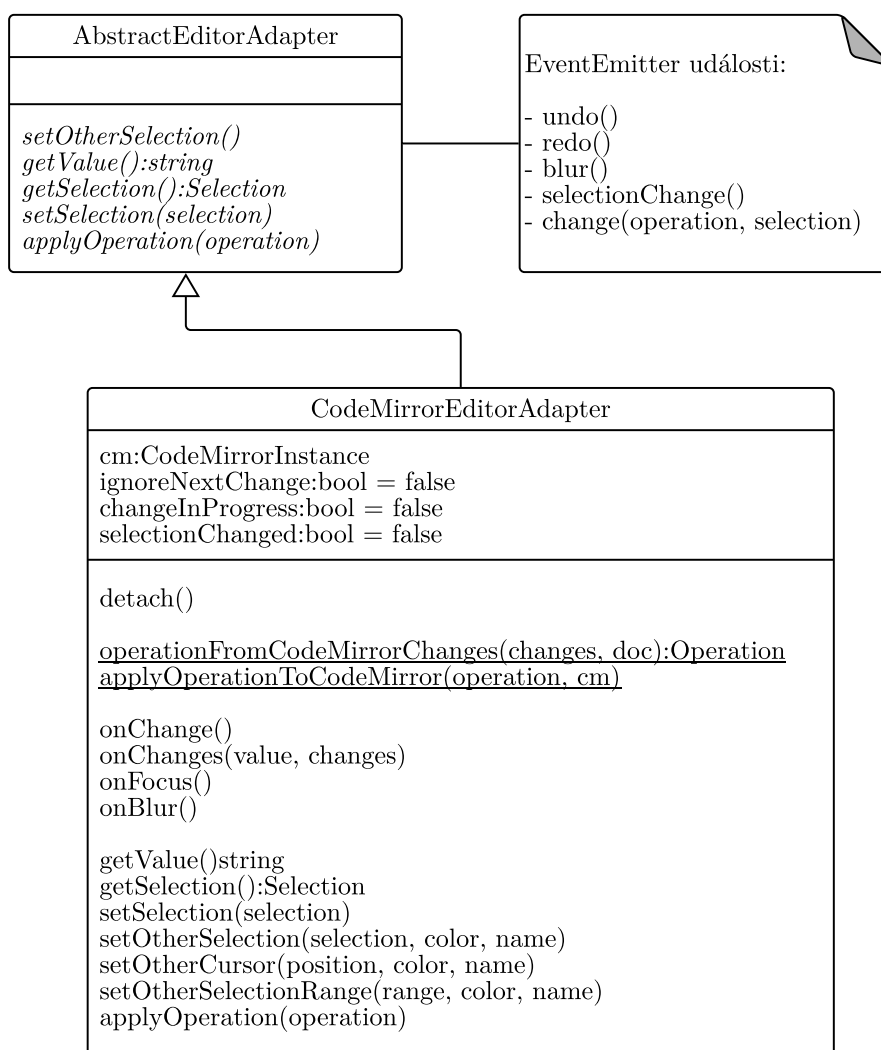 AbstractEditorAdapter
setOtherSelection()
getValue():string
getSelection():Selection
setSelection(selection)
applyOperation(operation)
EventEmitter události:
- undo()
- redo()
- blur()
- selectionChange()
- change(operation, selection)
CodeMirrorEditorAdapter
cm:CodeMirrorInstance
ignoreNextChange:bool = false
changeInProgress:bool = false
selectionChanged:bool = false
detach()
operationFromCodeMirrorChanges(changes, doc):Operation
applyOperationToCodeMirror(operation, cm)
onChange()
onChanges(value, changes)
onFocus()
onBlur()
getValue()string
getSelection():Selection
setSelection(selection)
setOtherSelection(selection, color, name)
setOtherCursor(position, color, name)
setOtherSelectionRange(range, color, name)
applyOperation(operation)